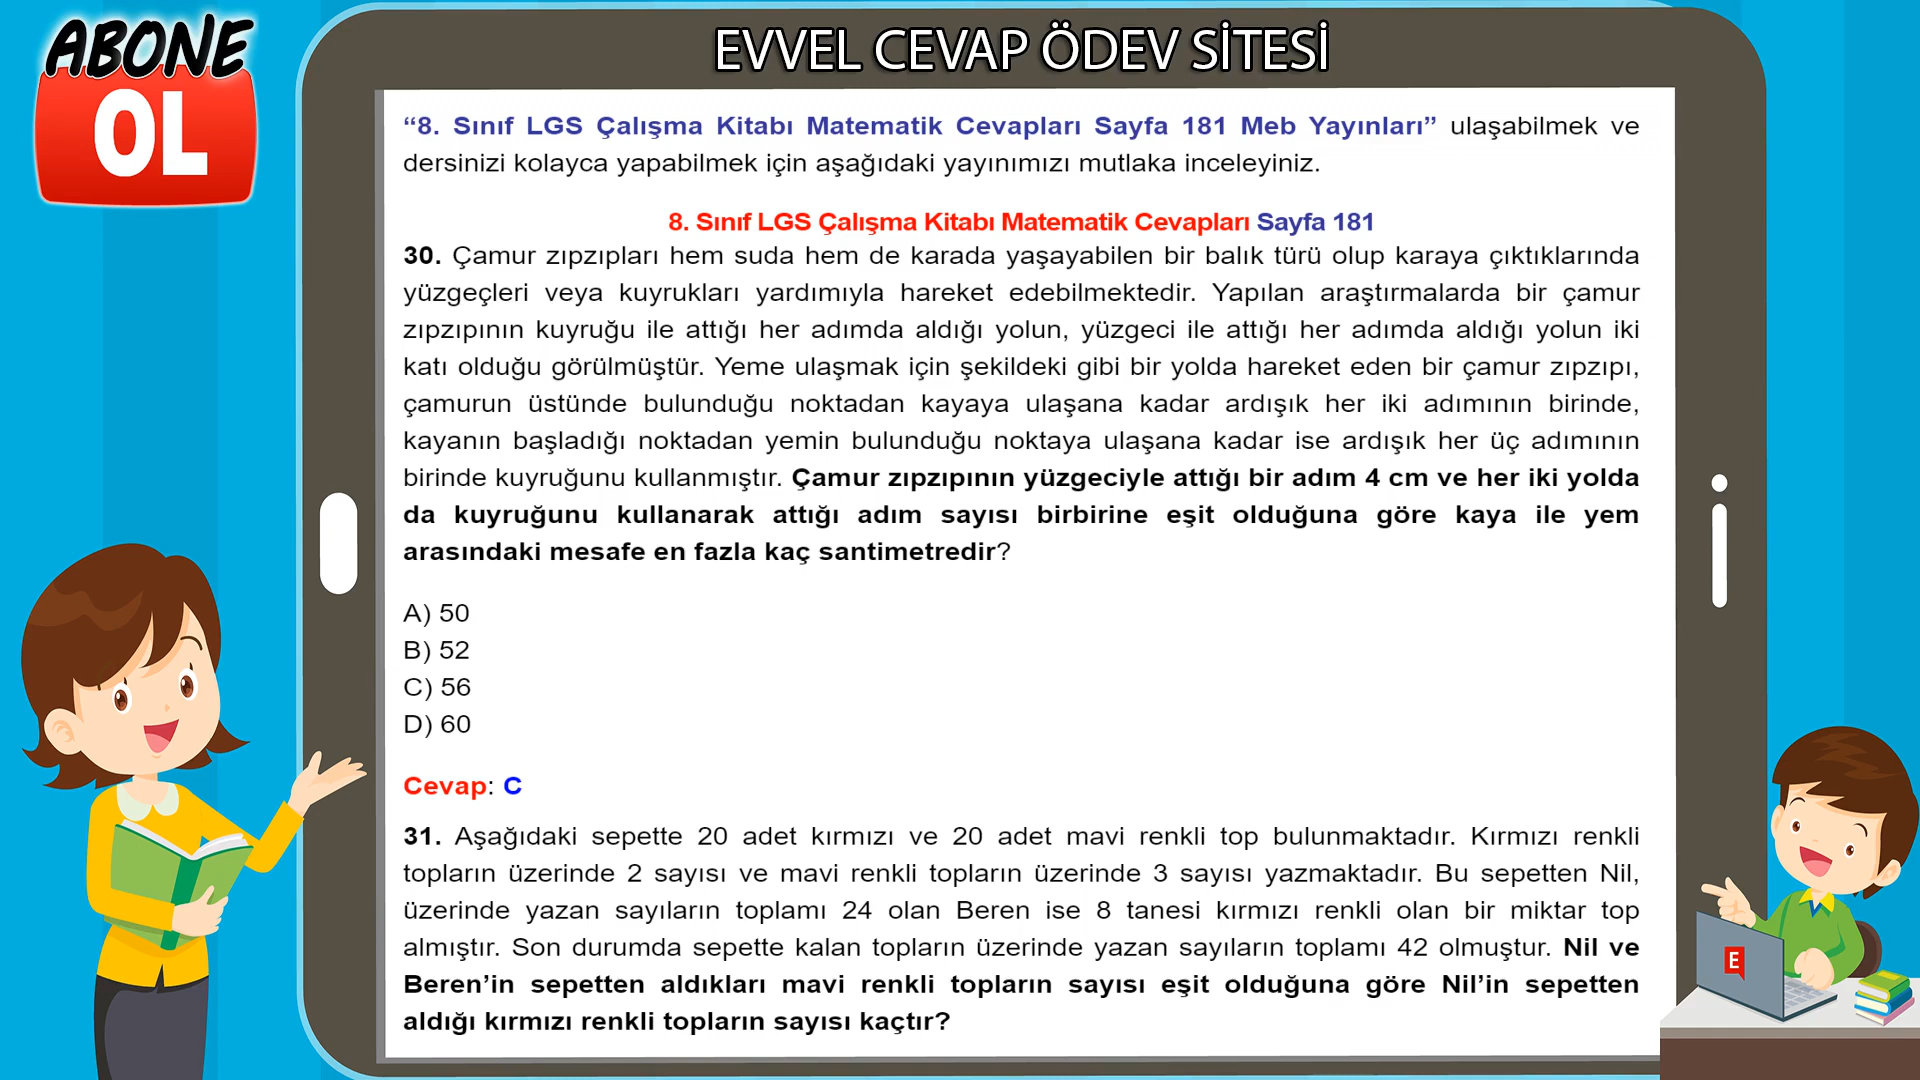 ABONE
OL
EVVEL CEVAP ÖDEV SİTESİ
“8. Sınıf LGS Çalışma Kitabı Matematik Cevapları Sayfa 181 Meb Yayınları” ulaşabilmek ve
dersinizi kolayca yapabilmek için aşağıdaki yayınımızı mutlaka inceleyiniz.
8. Sınıf LGS Çalışma Kitabı Matematik Cevapları Sayfa 181
30. Çamur zıpzıpları hem suda hem de karada yaşayabilen bir balık türü olup karaya çıktıklarında
yüzgeçleri veya kuyrukları yardımıyla hareket edebilmektedir. Yapılan araştırmalarda bir çamur
zıpzıpının kuyruğu ile attığı her adımda aldığı yolun, yüzgeci ile attığı her adımda aldığı yolun iki
katı olduğu görülmüştür. Yeme ulaşmak için şekildeki gibi bir yolda hareket eden bir çamur zıpzıpı,
çamurun üstünde bulunduğu noktadan kayaya ulaşana kadar ardışık her iki adımının birinde,
kayanın başladığı noktadan yemin bulunduğu noktaya ulaşana kadar ise ardışık her üç adımının
birinde kuyruğunu kullanmıştır. Çamur zıpzıpının yüzgeciyle attığı bir adım 4 cm ve her iki yolda
da kuyruğunu kullanarak attığı adım sayısı birbirine eşit olduğuna göre kaya ile yem
arasındaki mesafe en fazla kaç santimetredir?
A) 50
B) 52
C) 56
D) 60
Cevap: C
31. Aşağıdaki sepette 20 adet kırmızı ve 20 adet mavi renkli top bulunmaktadır. Kırmızı renkli
topların üzerinde 2 sayısı ve mavi renkli topların üzerinde 3 sayısı yazmaktadır. Bu sepetten Nil,
üzerinde yazan sayıların toplamı 24 olan Beren ise 8 tanesi kırmızı renkli olan bir miktar top
almıştır. Son durumda sepette kalan topların üzerinde yazan sayıların toplamı 42 olmuştur. Nil ve
Beren’in sepetten aldıkları mavi renkli topların sayısı eşit olduğuna göre Nil’in sepetten
aldığı kırmızı renkli topların sayısı kaçtır?
E